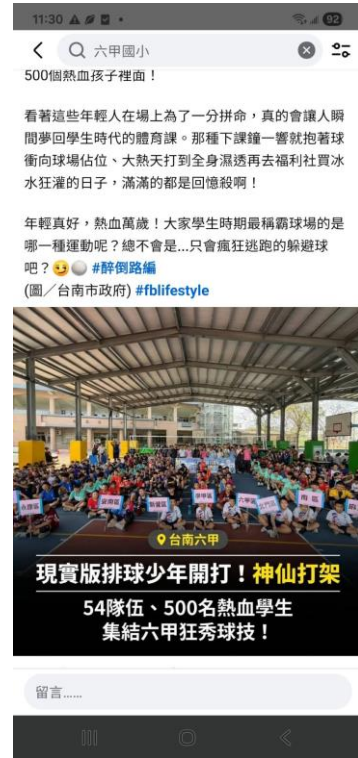 11:30
92
六甲國小
500個熱血孩子裡面！
看著這些年輕人在場上為了一分拼命，真的會讓人瞬
間夢回學生時代的體育課。那種下課鐘一響就抱著球
衝向球場佔位、大熱天打到全身濕透再去福利社買冰
水狂灌的日子，滿滿的都是回憶殺啊！
年輕真好，熱血萬歲！大家學生時期最稱霸球場的是
哪一種運動呢？總不會是...只會瘋狂逃跑的躲避球
吧？😏⚪ #醉倒路編
(圖／台南市政府) #fblifestyle
永康區
六甲區
南區
台南六甲
現實版排球少年開打！神仙打架
54隊伍、500名熱血學生
集結六甲狂秀球技！
留言......